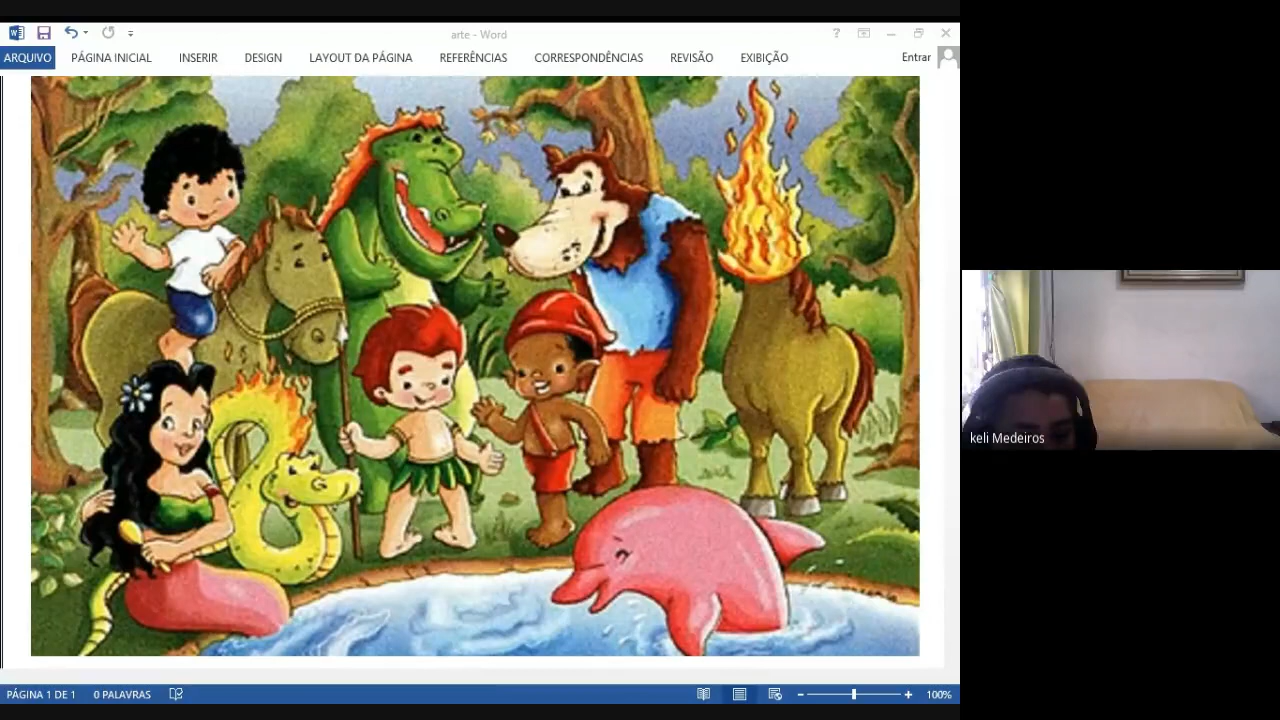 arte - Word
ARQUIVO PÁGINA INICIAL INSERIR DESIGN LAYOUT DA PÁGINA REFERÊNCIAS CORRESPONDÊNCIAS REVISÃO EXIBIÇÃO Entrar
keli Medeiros
PÁGINA 1 DE 1 0 PALAVRAS 100%